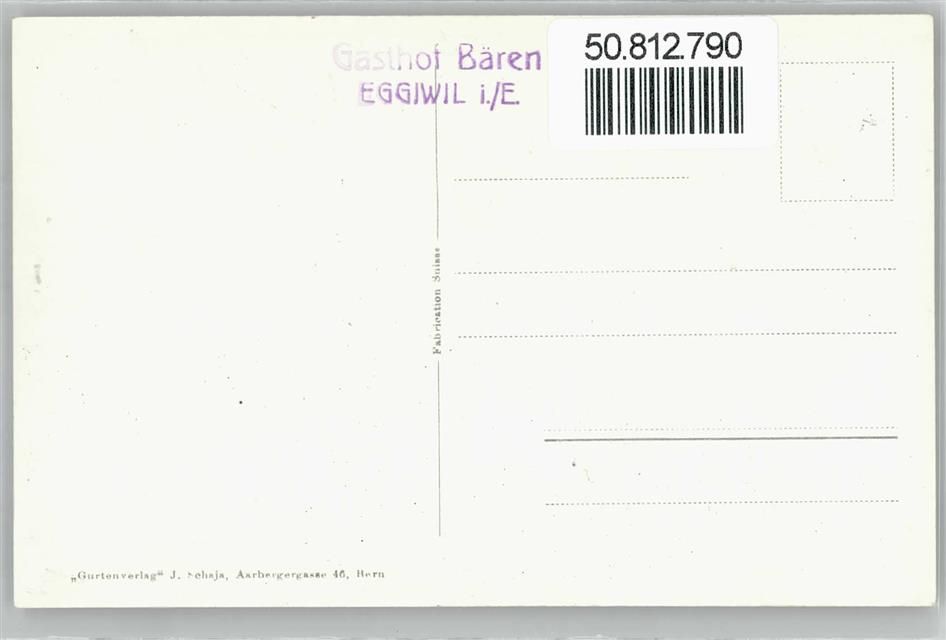 Gasthof Bären
EGGIWIL i./E.
50.812.790
Fabrication Suisse
„Gurtenverlag“ J. Schaja, Aarbergergasse 46, Bern